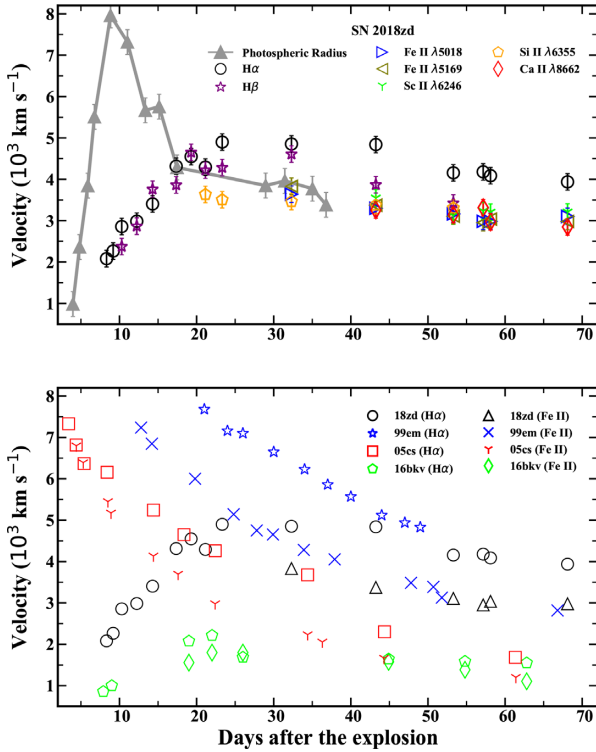 SN 2018zd
Photospheric Radius
Hα
Hβ
Fe II λ5018
Fe II λ5169
Sc II λ6246
Si II λ6355
Ca II λ8662
Velocity (10³ km s⁻¹)
8
7
6
5
4
3
2
1
10 20 30 40 50 60 70
18zd (Hα)
99em (Hα)
05cs (Hα)
16bkv (Hα)
18zd (Fe II)
99em (Fe II)
05cs (Fe II)
16bkv (Fe II)
Velocity (10³ km s⁻¹)
8
7
6
5
4
3
2
1
10 20 30 40 50 60 70
Days after the explosion